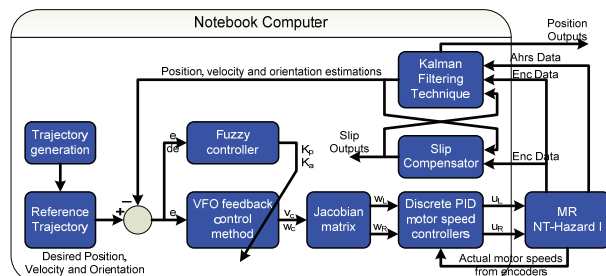 Notebook Computer
Position
Outputs
Kalman
Filtering
Technique
Ahrs Data
Enc Data
Position, velocity and orientation estimations
Trajectory
generation
e
de
Fuzzy
controller
Kp
Ka
Slip
Outputs
Slip
Compensator
Enc Data
Reference
Trajectory
+
−
e
VFO feedback
control
method
vc
wc
Jacobian
matrix
wL
wR
Discrete PID
motor speed
controllers
uL
uR
MR
NT-Hazard I
Desired Position,
Velocity and Orientation
Actual motor speeds
from encoders